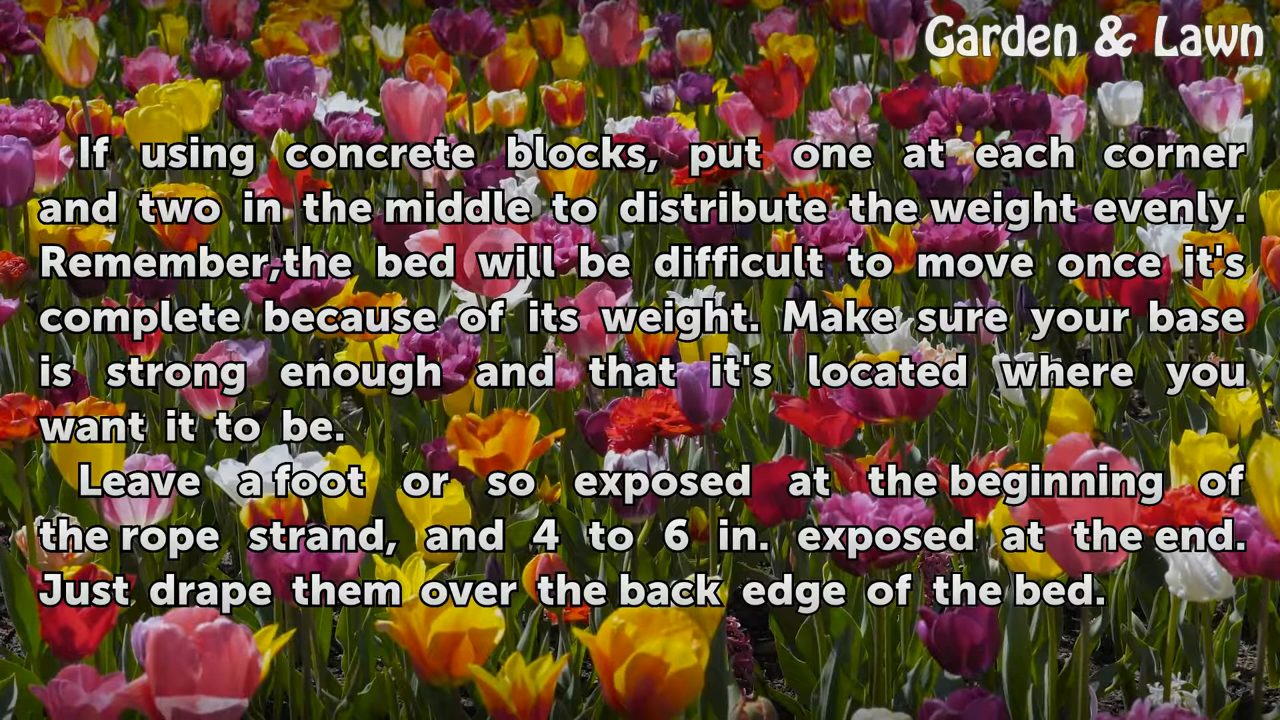 Garden & Lawn
If using concrete blocks, put one at each corner
and two in the middle to distribute the weight evenly.
Remember,the bed will be difficult to move once it's
complete because of its weight. Make sure your base
is strong enough and that it's located where you
want it to be.
Leave a foot or so exposed at the beginning of
the rope strand, and 4 to 6 in. exposed at the end.
Just drape them over the back edge of the bed.